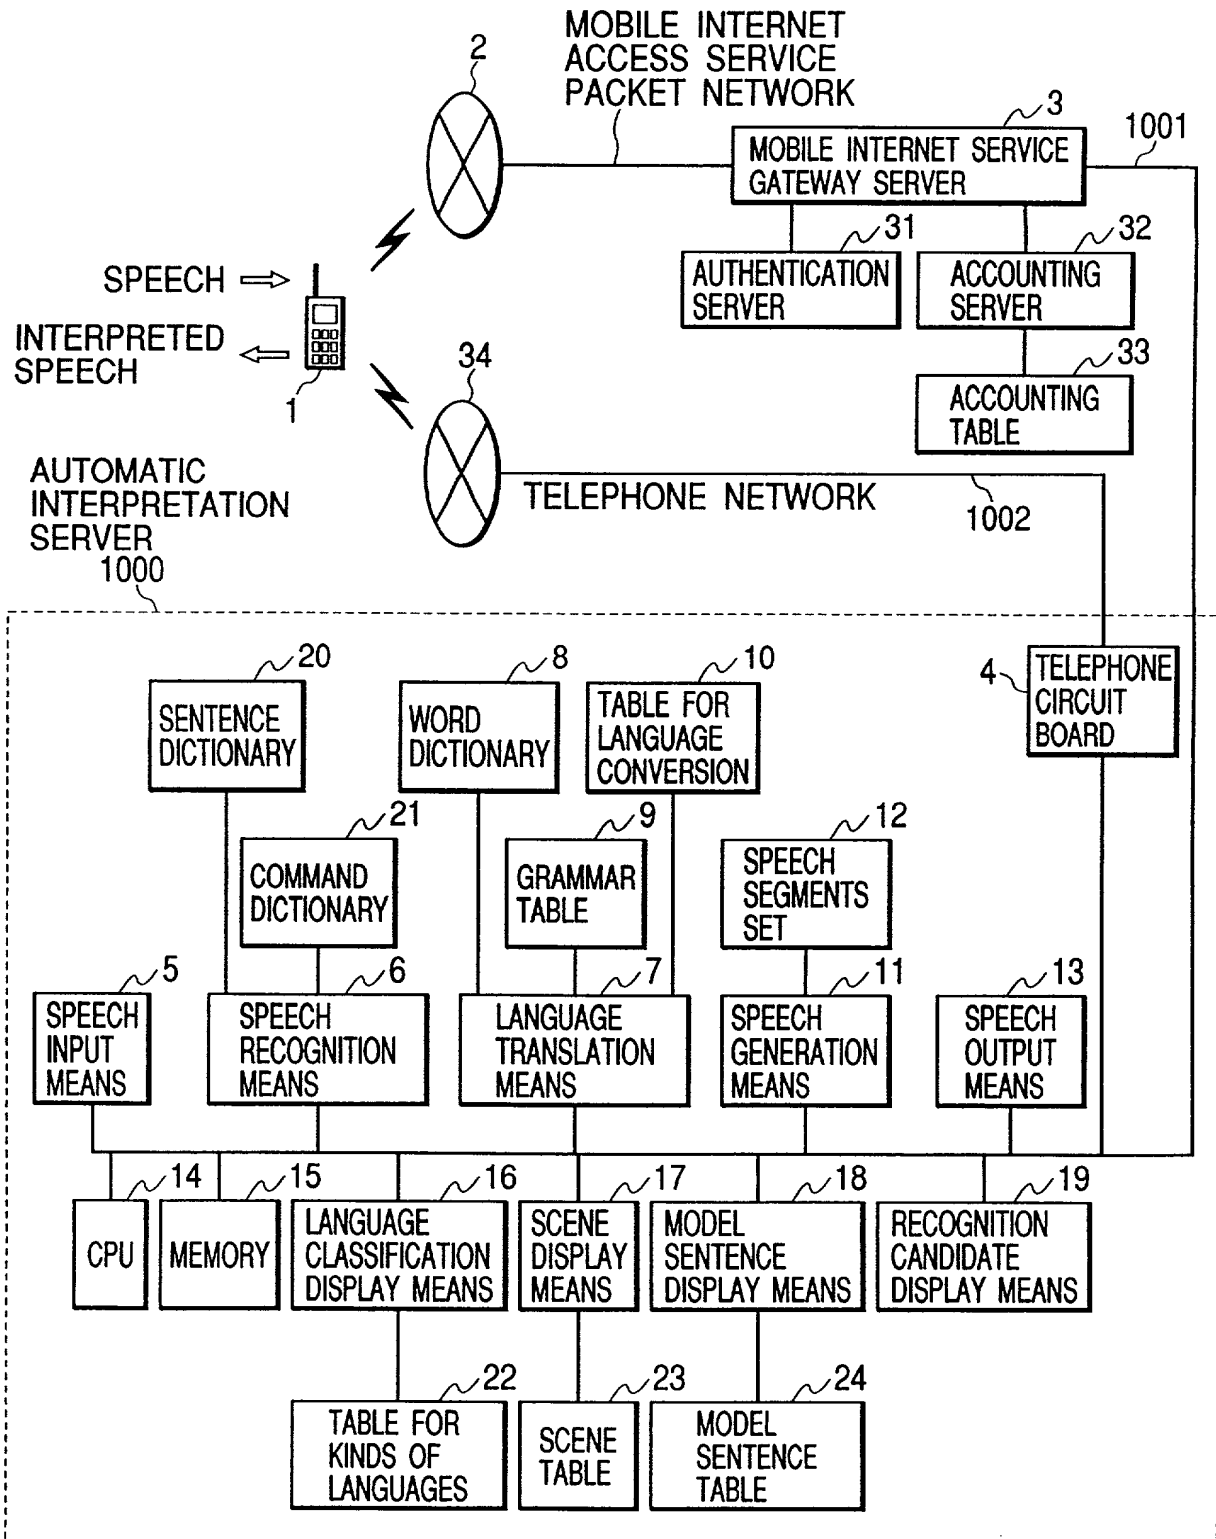 MOBILE INTERNET
ACCESS SERVICE
PACKET NETWORK
2
3
1001
MOBILE INTERNET SERVICE
GATEWAY SERVER
31
32
AUTHENTICATION
SERVER
ACCOUNTING
SERVER
SPEECH
INTERPRETED
SPEECH
1
34
33
ACCOUNTING
TABLE
AUTOMATIC
INTERPRETATION
SERVER
1000
TELEPHONE NETWORK
1002
20
SENTENCE
DICTIONARY
8
WORD
DICTIONARY
10
TABLE FOR
LANGUAGE
CONVERSION
4
TELEPHONE
CIRCUIT
BOARD
21
COMMAND
DICTIONARY
9
GRAMMAR
TABLE
12
SPEECH
SEGMENTS
SET
5
SPEECH
INPUT
MEANS
6
SPEECH
RECOGNITION
MEANS
7
LANGUAGE
TRANSLATION
MEANS
11
SPEECH
GENERATION
MEANS
13
SPEECH
OUTPUT
MEANS
14
CPU
15
MEMORY
16
LANGUAGE
CLASSIFICATION
DISPLAY MEANS
17
SCENE
DISPLAY
MEANS
18
MODEL
SENTENCE
DISPLAY MEANS
19
RECOGNITION
CANDIDATE
DISPLAY MEANS
22
TABLE FOR
KINDS OF
LANGUAGES
23
SCENE
TABLE
24
MODEL
SENTENCE
TABLE